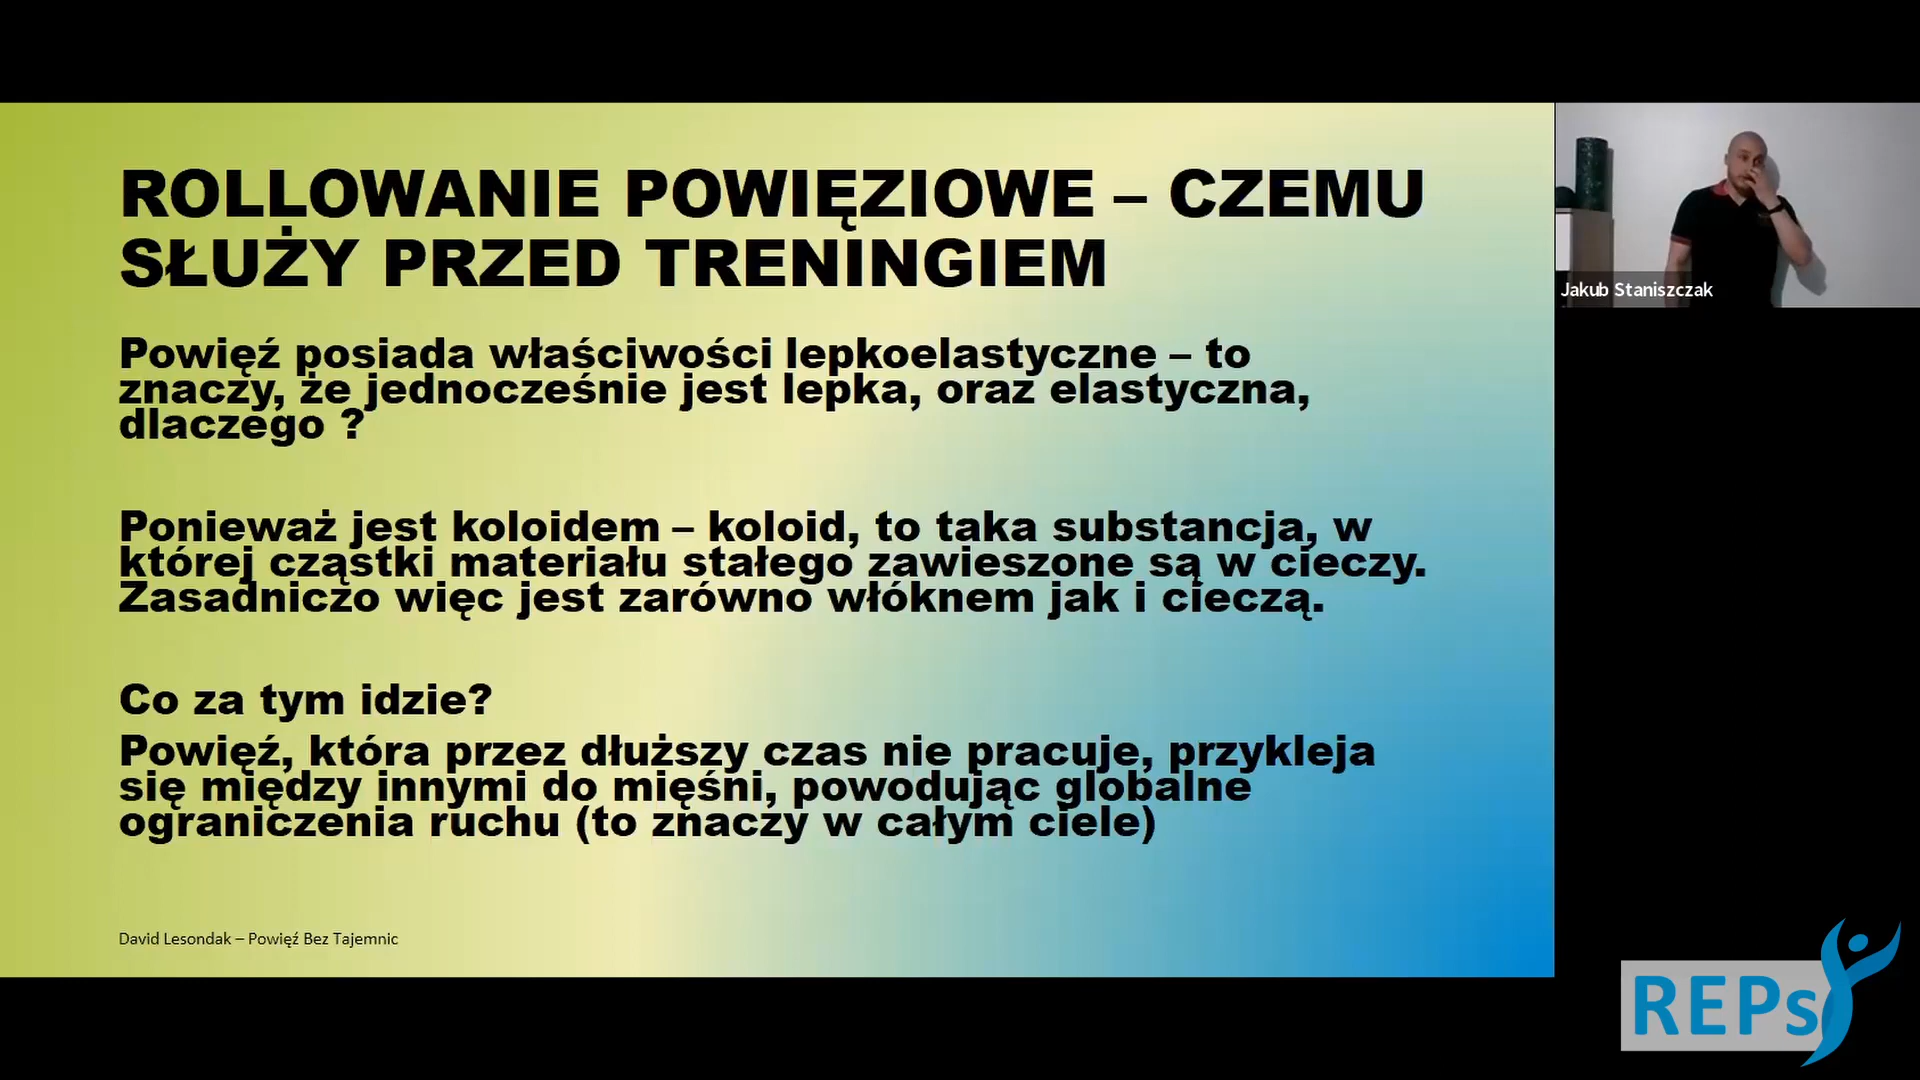 ROLLOWANIE POWIĘZIOWE – CZEMU
SŁUŻY PRZED TRENINGIEM
Powięź posiada właściwości lepkoelastyczne – to
znaczy, że jednocześnie jest lepka, oraz elastyczna,
dlaczego ?
Ponieważ jest koloidem – koloid, to taka substancja, w
której cząstki materiału stałego zawieszone są w cieczy.
Zasadniczo więc jest zarówno włóknem jak i cieczą.
Co za tym idzie?
Powięź, która przez dłuższy czas nie pracuje, przykleja
się między innymi do mięśni, powodując globalne
ograniczenia ruchu (to znaczy w całym ciele)
David Lesondak – Powięź Bez Tajemnic
Jakub Staniszczak
REPs